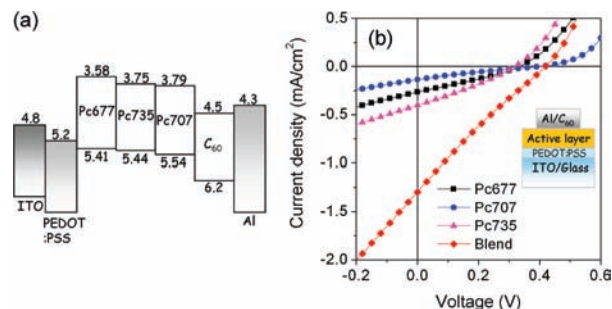 (a)
3.58
3.75
3.79
4.8
5.2
Pc677
Pc735
Pc707
4.5
4.3
C60
5.41
5.44
5.54
6.2
ITO
PEDOT
:PSS
Al
(b)
Current density (mA/cm²)
0.5
0.0
-0.5
-1.0
-1.5
-2.0
-0.2
0.0
0.2
0.4
0.6
Voltage (V)
Pc677
Pc707
Pc735
Blend
Al/C60
Active layer
PEDOT:PSS
ITO/Glass